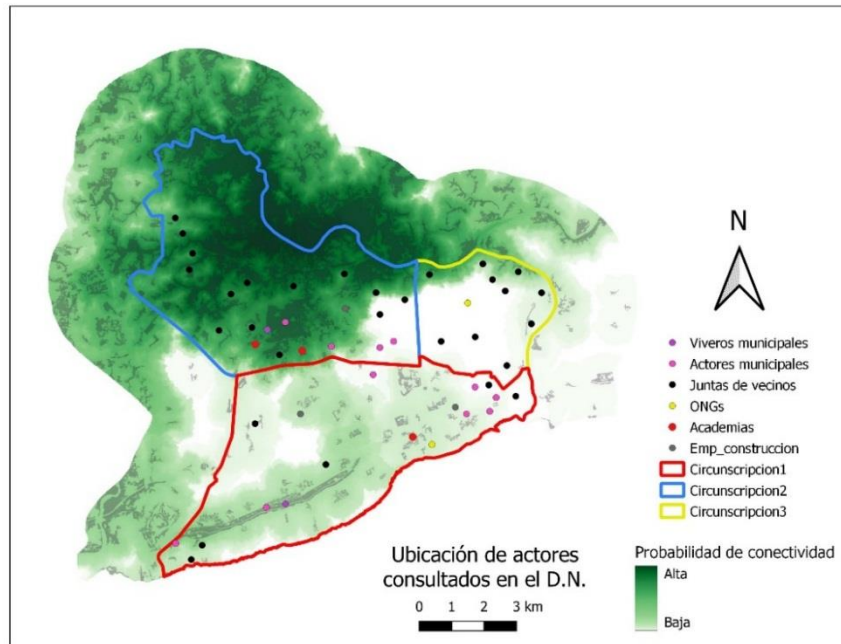 N
Viveros municipales
Actores municipales
Juntas de vecinos
ONGs
Academias
Emp_construccion
Circunscripcion1
Circunscripcion2
Circunscripcion3
Ubicación de actores
consultados en el D.N.
0 1 2 3 km
Probabilidad de conectividad
Alta
Baja